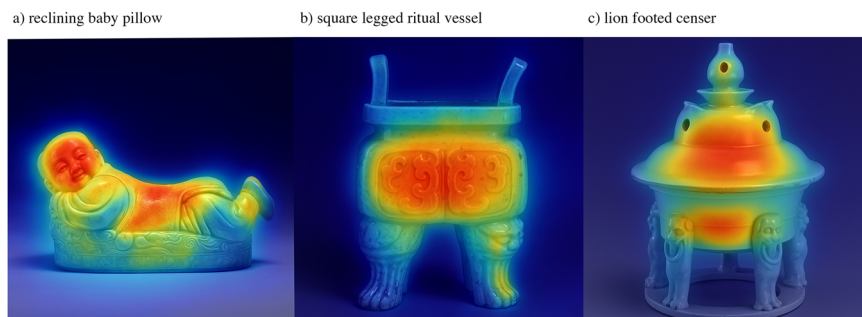 a) reclining baby pillow
b) square legged ritual vessel
c) lion footed censer